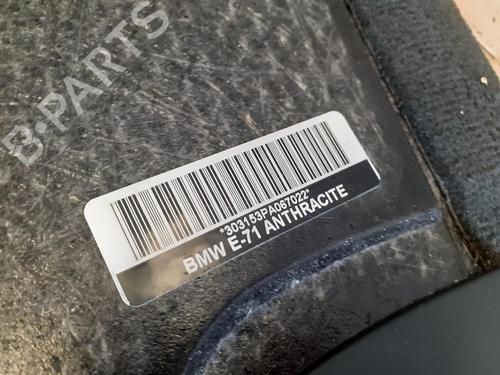 B-PARTS
*303153PA067022*
BMW E-71 ANTHRACITE